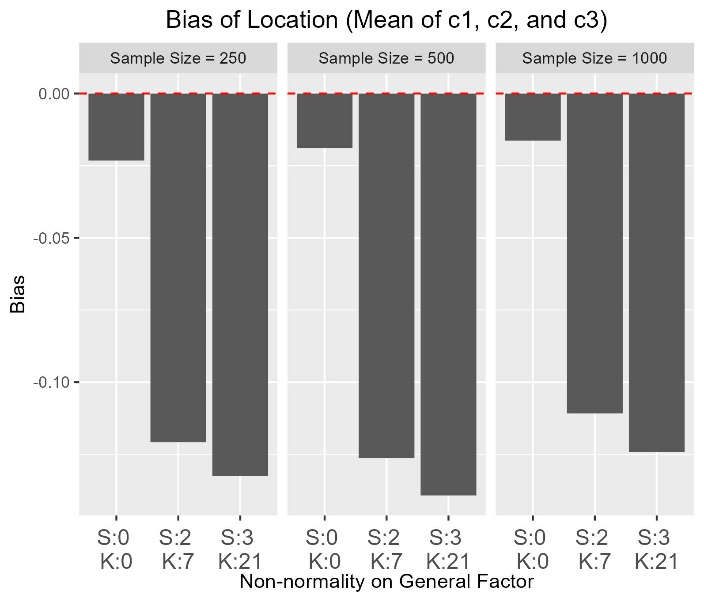 Bias of Location (Mean of c1, c2, and c3)
Sample Size = 250
Sample Size = 500
Sample Size = 1000
0.00
-0.05
-0.10
Bias
S:0 S:2 S:3 S:0 S:2 S:3 S:0 S:2 S:3
K:0 K:7 K:21 K:0 K:7 K:21 K:0 K:7 K:21
Non-normality on General Factor